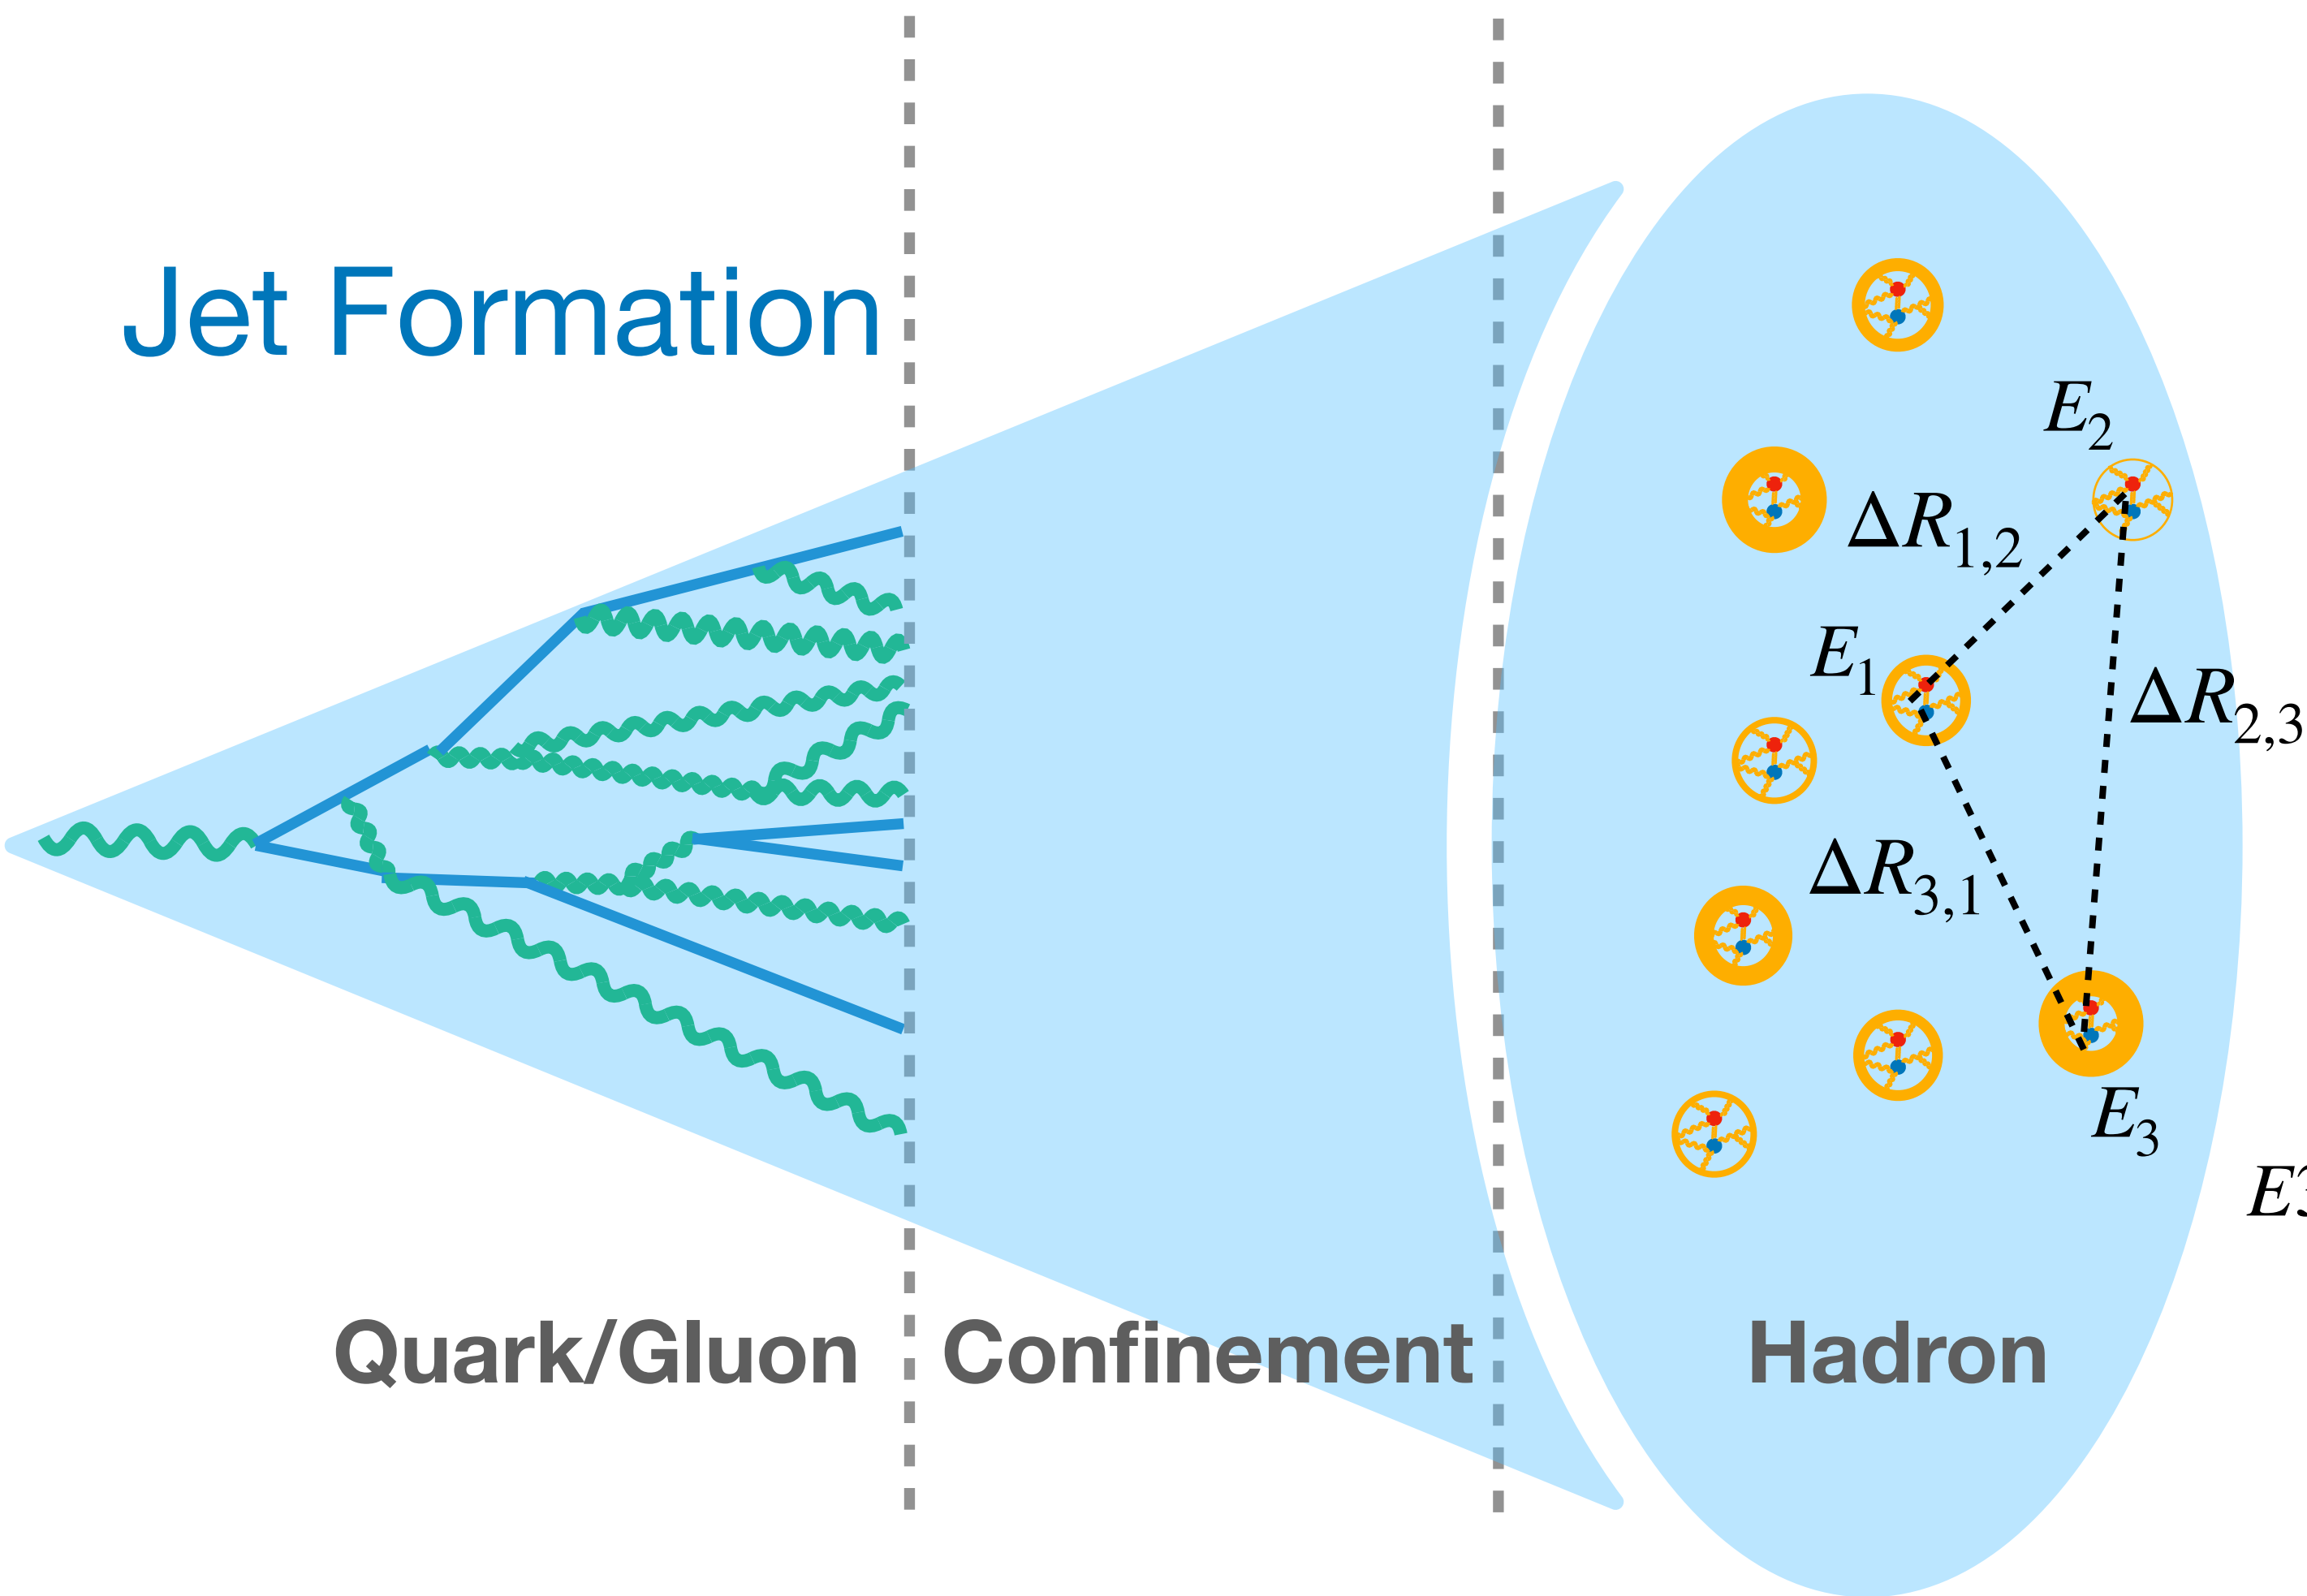 Jet Formation
E₂
ΔR₁,₂
E₁
ΔR₂,₃
ΔR₃,₁
E₃
E
Quark/Gluon
Confinement
Hadron